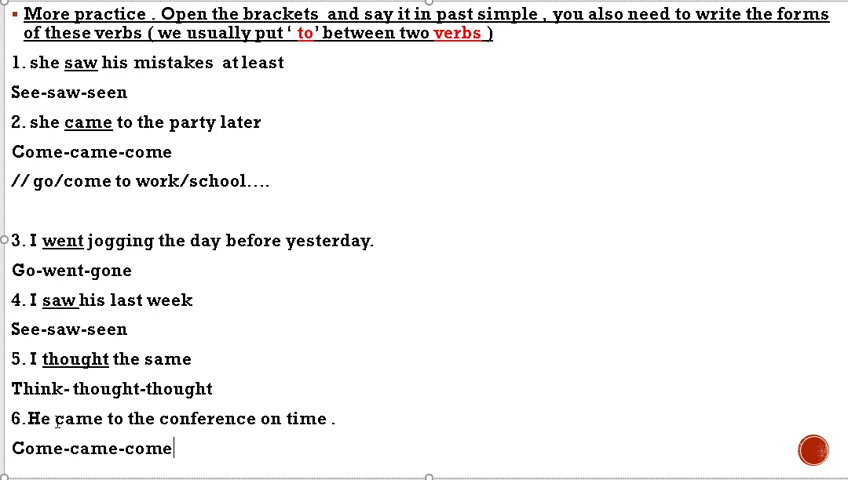 More practice . Open the brackets and say it in past simple , you also need to write the forms
of these verbs ( we usually put ‘ to’ between two verbs )
1. she saw his mistakes at least
See-saw-seen
2. she came to the party later
Come-came-come
// go/come to work/school….
3. I went jogging the day before yesterday.
Go-went-gone
4. I saw his last week
See-saw-seen
5. I thought the same
Think- thought-thought
6.He came to the conference on time .
Come-came-come